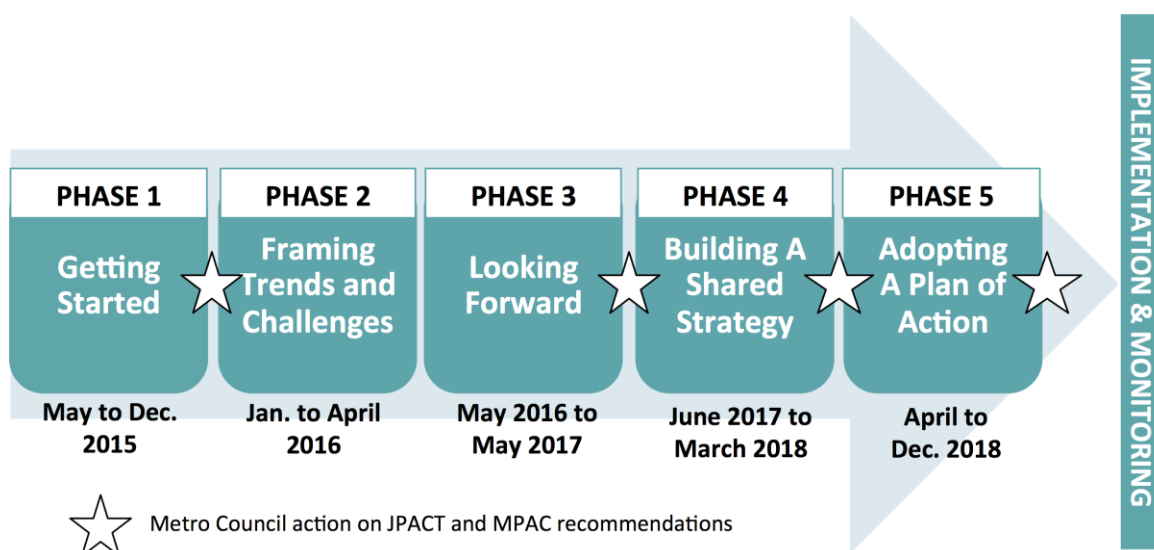 PHASE 1
Getting
Started
May to Dec.
2015
PHASE 2
Framing
Trends and
Challenges
Jan. to April
2016
PHASE 3
Looking
Forward
May 2016 to
May 2017
PHASE 4
Building A
Shared
Strategy
June 2017 to
March 2018
PHASE 5
Adopting
A Plan of
Action
April to
Dec. 2018
IMPLEMENTATION & MONITORING
Metro Council action on JPACT and MPAC recommendations